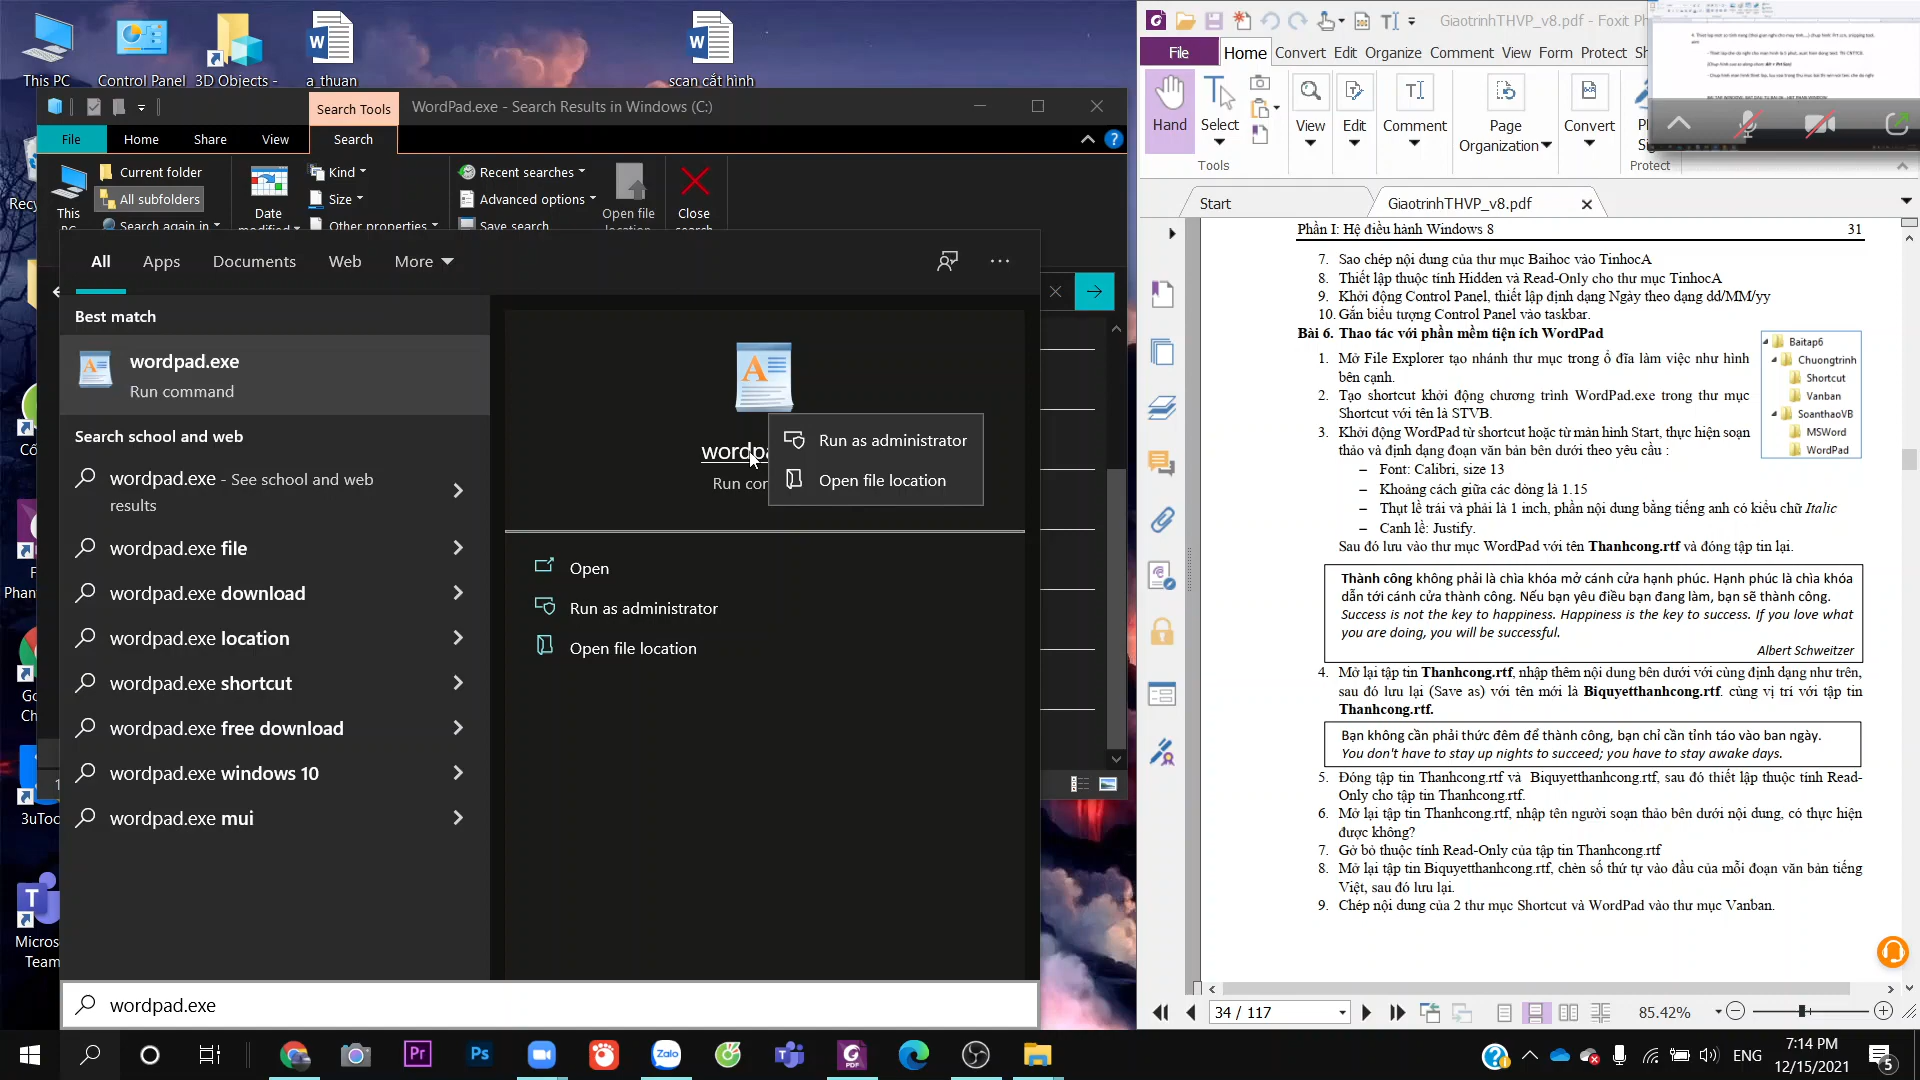 This PC
Control Panel
3D Objects -
a_thuan
scan cắt hình
Search Tools
WordPad.exe - Search Results in Windows (C:)
File
Home
Share
View
Search
Current folder
All subfolders
Search again in
This
Date
Kind
Size
Other properties
Recent searches
Advanced options
Save search
Open file
Close
All
Apps
Documents
Web
More
Best match
wordpad.exe
Run command
Search school and web
wordpad.exe - See school and web
results
wordpad.exe file
wordpad.exe download
wordpad.exe location
wordpad.exe shortcut
wordpad.exe free download
wordpad.exe windows 10
wordpad.exe mui
Run as administrator
Open file location
Open
Run as administrator
Open file location
wordpad.exe
3uToo
Micros
Team
GiaotrinhTHVP_v8.pdf - Foxit Ph
File
Home
Convert
Edit
Organize
Comment
View
Form
Protect
Sh
Hand
Select
Tools
View
Edit
Comment
Page
Organization
Convert
Protect
Start
GiaotrinhTHVP_v8.pdf
Phần I: Hệ điều hành Windows 8
31
7. Sao chép nội dung của thư mục Baihoc vào TinhocA
8. Thiết lập thuộc tính Hidden và Read-Only cho thư mục TinhocA
9. Khởi động Control Panel, thiết lập định dạng Ngày theo dạng dd/MM/yy
10. Gắn biểu tượng Control Panel vào taskbar.
Bài 6. Thao tác với phần mềm tiện ích WordPad
1. Mở File Explorer tạo nhánh thư mục trong ổ đĩa làm việc như hình
bên cạnh.
2. Tạo shortcut khởi động chương trình WordPad.exe trong thư mục
Shortcut với tên là STVB.
3. Khởi động WordPad từ shortcut hoặc từ màn hình Start, thực hiện soạn
thảo và định dạng đoạn văn bản bên dưới theo yêu cầu :
– Font: Calibri, size 13
– Khoảng cách giữa các dòng là 1.15
– Thụt lề trái và phải là 1 inch, phần nội dung bằng tiếng anh có kiểu chữ Italic
– Canh lề: Justify.
Sau đó lưu vào thư mục WordPad với tên Thanhcong.rtf và đóng tập tin lại.
Baitap6
Chuongtrinh
Shortcut
Vanban
SoanthaoVB
MSWord
WordPad
Thành công không phải là chìa khóa mở cánh cửa hạnh phúc. Hạnh phúc là chìa khóa
dẫn tới cánh cửa thành công. Nếu bạn yêu điều bạn đang làm, bạn sẽ thành công.
Success is not the key to happiness. Happiness is the key to success. If you love what
you are doing, you will be successful.
Albert Schweitzer
4. Mở lại tập tin Thanhcong.rtf, nhập thêm nội dung bên dưới với cùng định dạng như trên,
sau đó lưu lại (Save as) với tên mới là Biquyetthanhcong.rtf. cùng vị trí với tập tin
Thanhcong.rtf.
Bạn không cần phải thức đêm để thành công, bạn chỉ cần tỉnh táo vào ban ngày.
You don't have to stay up nights to succeed; you have to stay awake days.
5. Đóng tập tin Thanhcong.rtf và Biquyetthanhcong.rtf, sau đó thiết lập thuộc tính Read-
Only cho tập tin Thanhcong.rtf.
6. Mở lại tập tin Thanhcong.rtf, nhập tên người soạn thảo bên dưới nội dung, có thực hiện
được không?
7. Gở bỏ thuộc tính Read-Only của tập tin Thanhcong.rtf
8. Mở lại tập tin Biquyetthanhcong.rtf, chèn số thứ tự vào đầu của mỗi đoạn văn bản tiếng
Việt, sau đó lưu lại.
9. Chép nội dung của 2 thư mục Shortcut và WordPad vào thư mục Vanban.
34 / 117
85.42%
ENG
7:14 PM
12/15/2021
5